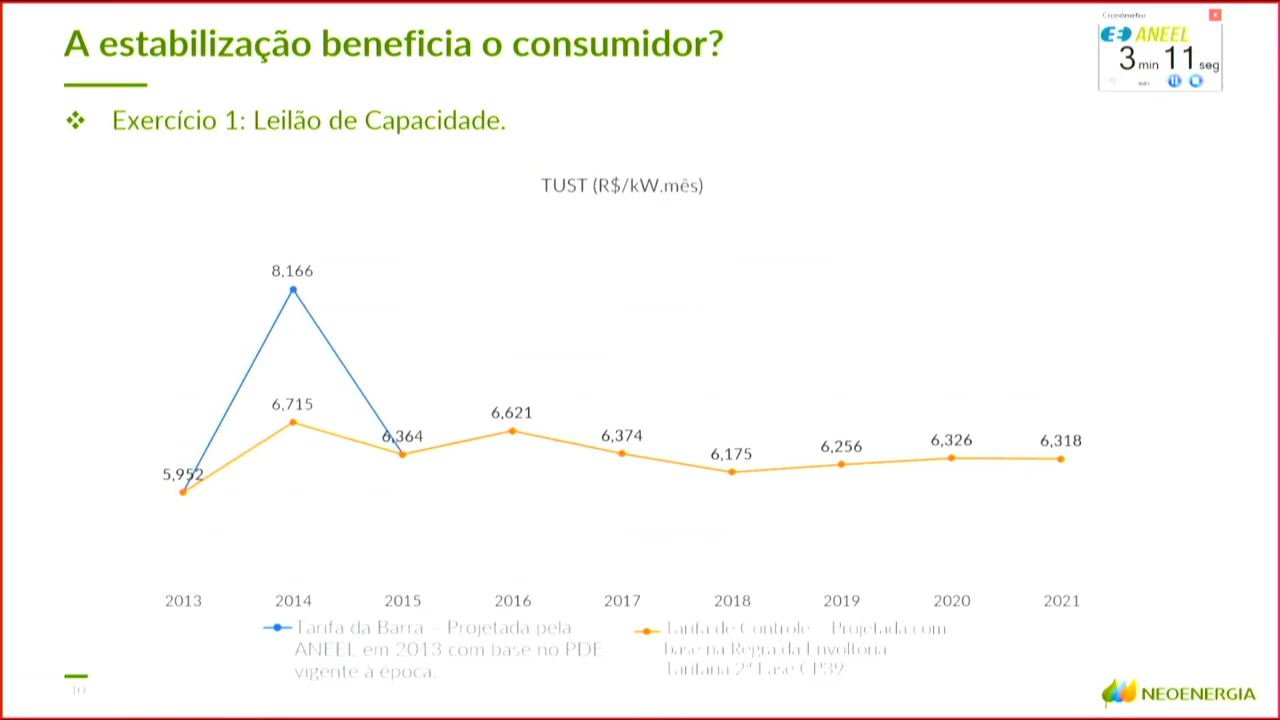 A estabilização beneficia o consumidor?
Cronômetro
x
ANEEL
3 min 11 seg
❖ Exercício 1: Leilão de Capacidade.
TUST (R$/kW.mês)
8,166
6,715
6,621
6,364
6,374
6,326
6,318
6,256
6,175
5,952
2013 2014 2015 2016 2017 2018 2019 2020 2021
Tarifa da Barra – Projetada pela
ANEEL em 2013 com base no PDE
vigente à época.
Tarifa de Controle – Projetada com
base na Regra da Envoltória
Tarifária 2ª Fase CP39
10
NEOENERGIA